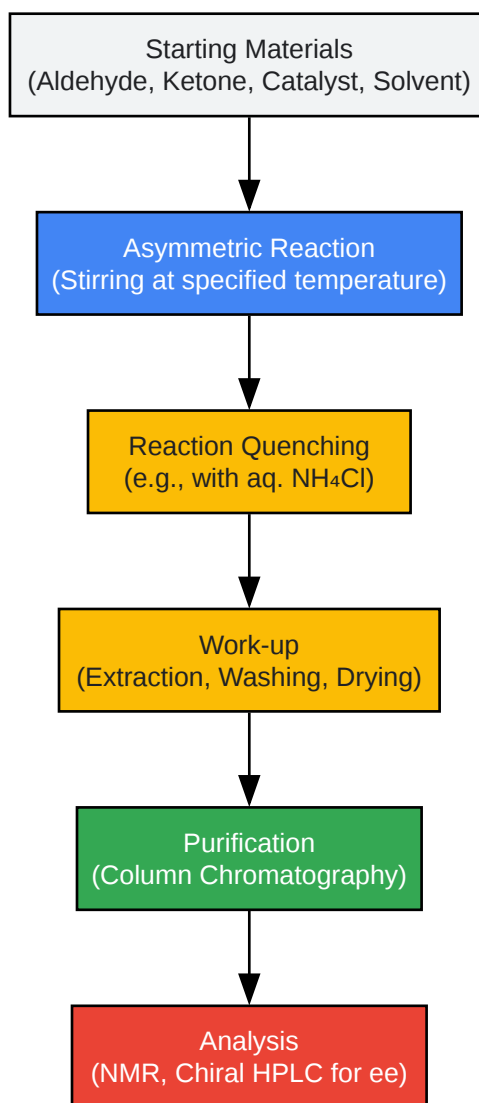 Starting Materials
(Aldehyde, Ketone, Catalyst, Solvent)
Asymmetric Reaction
(Stirring at specified temperature)
Reaction Quenching
(e.g., with aq. NH₄Cl)
Work-up
(Extraction, Washing, Drying)
Purification
(Column Chromatography)
Analysis
(NMR, Chiral HPLC for ee)